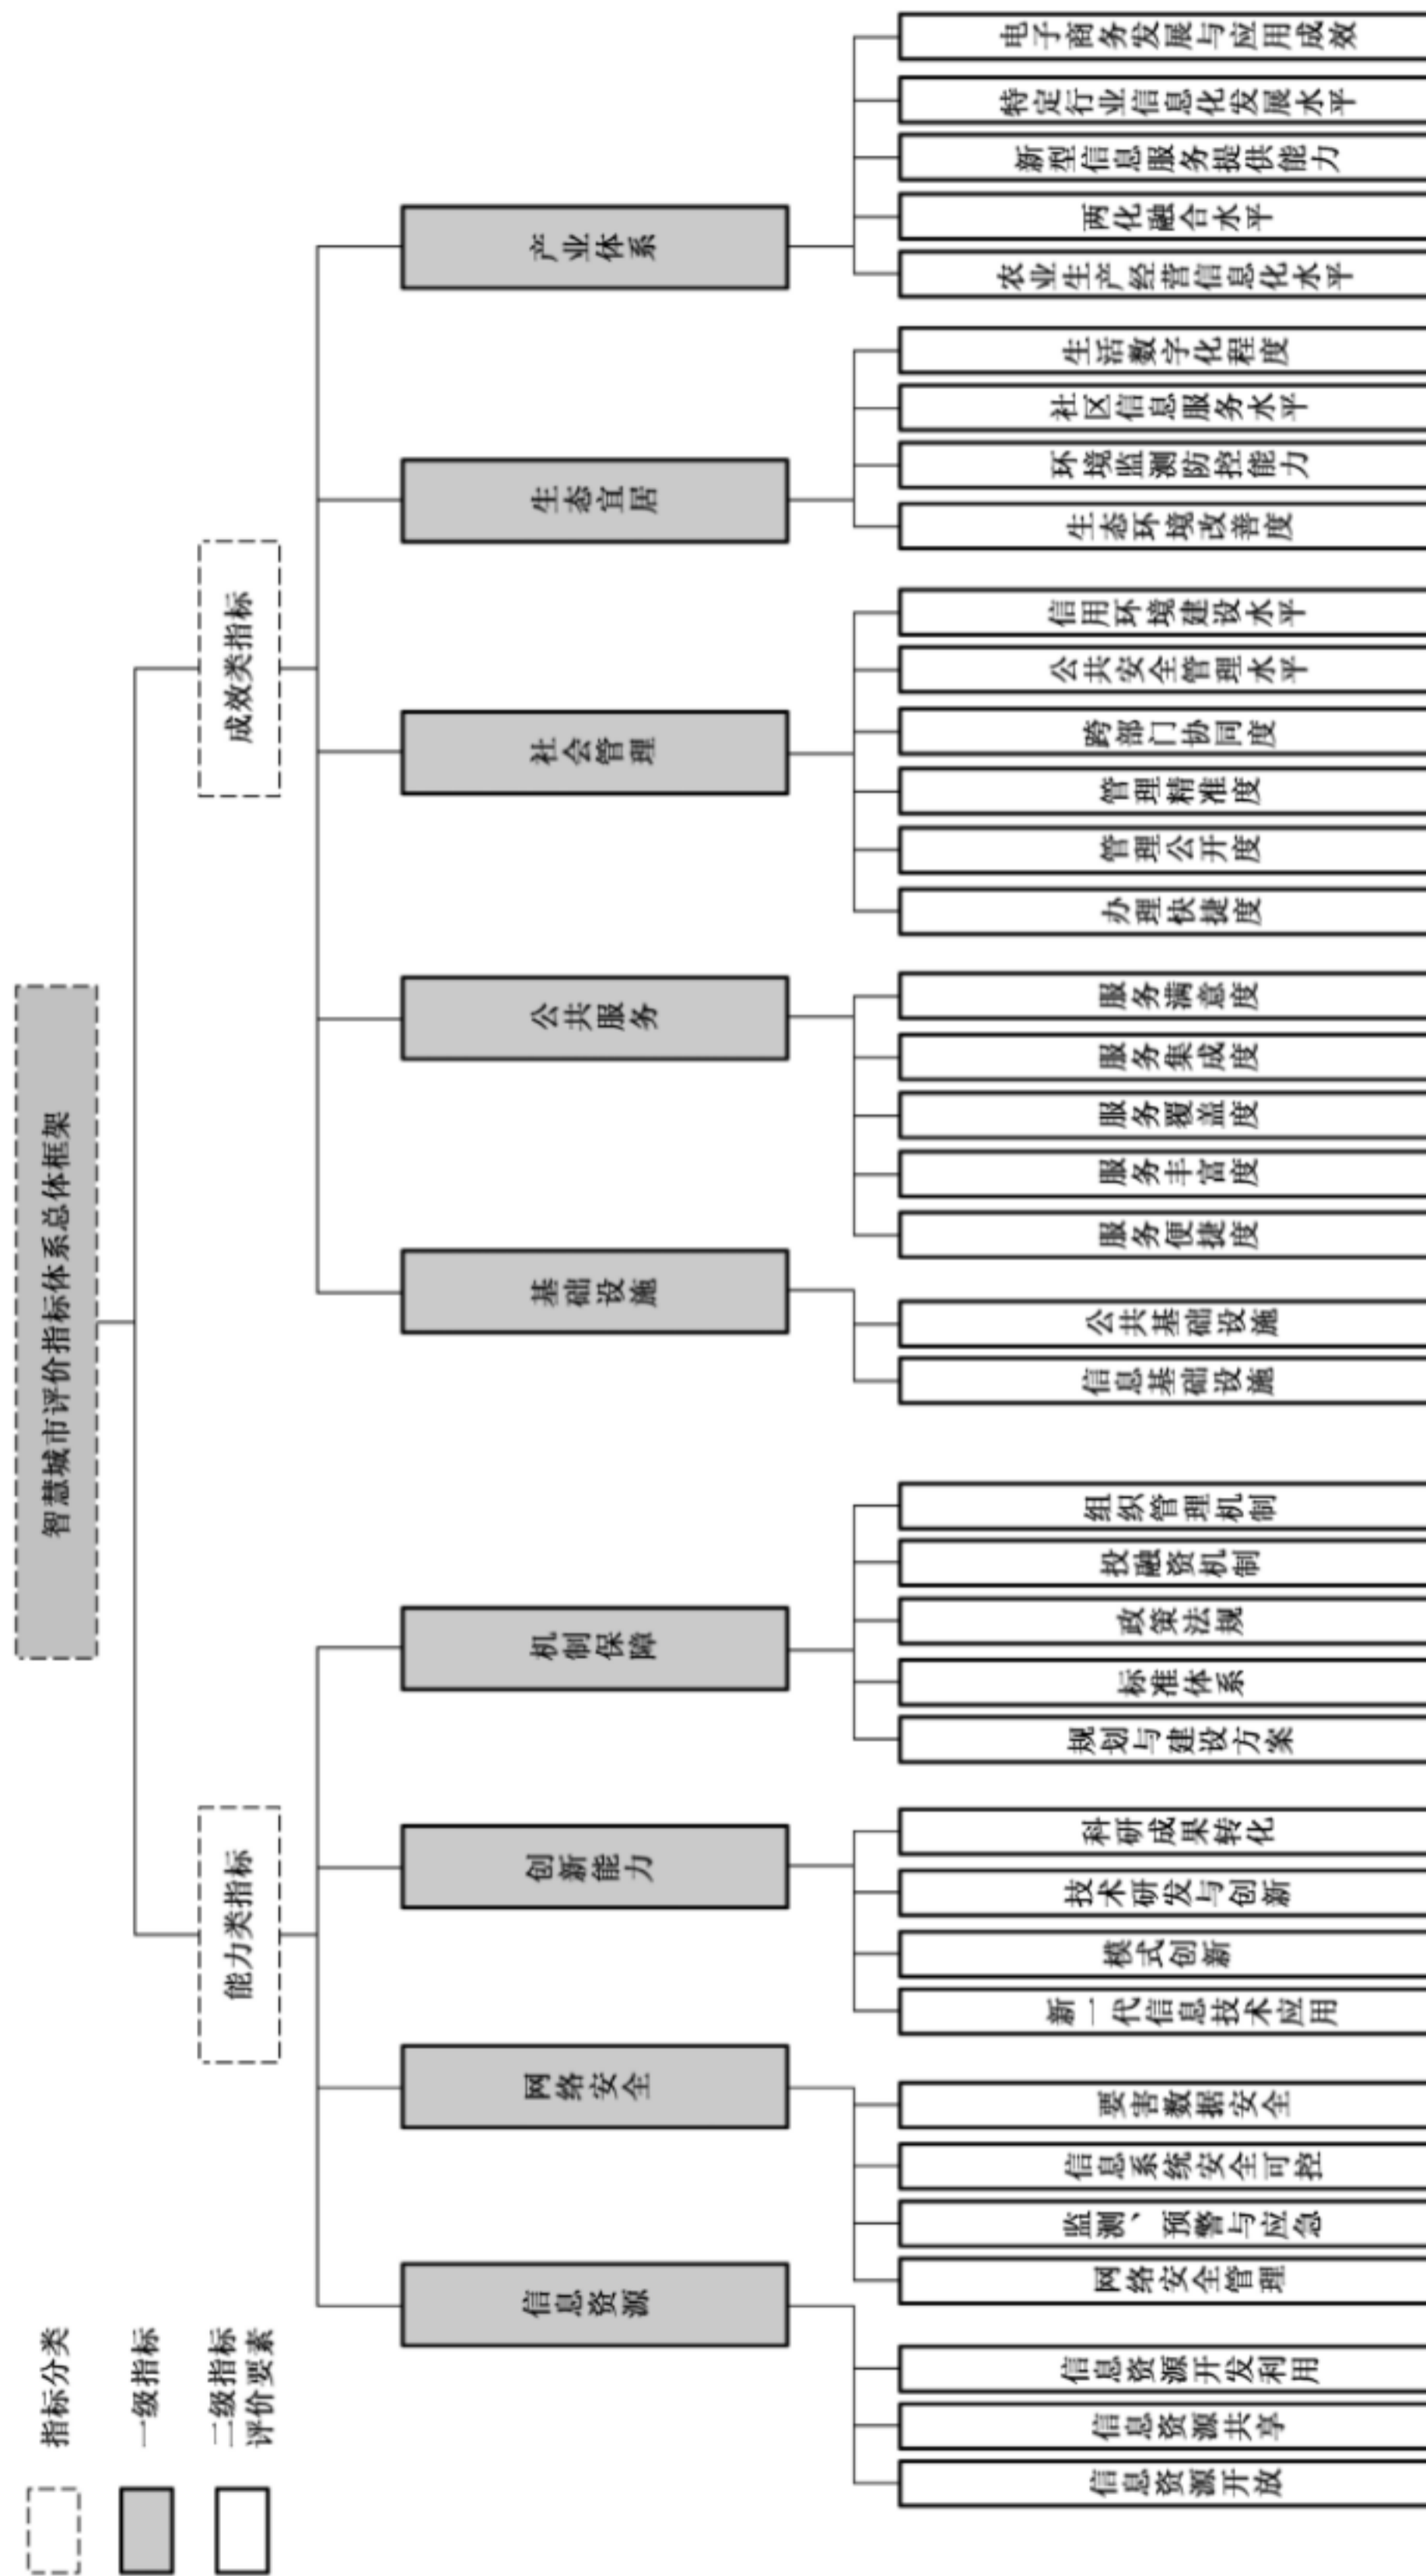 智慧城市评价指标体系总体框架
指标分类
一级指标
二级指标
评价要素
能力类指标
成效类指标
信息资源
网络安全
创新能力
机制保障
基础设施
公共服务
社会管理
生态宜居
产业体系
信息资源开放
信息资源共享
信息资源开发利用
网络安全管理
监测、预警与应急
信息系统安全可控
要害数据安全
新一代信息技术应用
模式创新
技术研发与创新
科研成果转化
规划与建设方案
标准体系
政策法规
投融资机制
组织管理机制
信息基础设施
公共基础设施
服务便捷度
服务丰富度
服务覆盖度
服务集成度
服务满意度
办理快捷度
管理公开度
管理精准度
跨部门协同度
公共安全管理水平
信用环境建设水平
生态环境改善度
环境监测防控能力
社区信息服务水平
生活数字化程度
农业生产经营信息化水平
两化融合水平
新型信息服务提供能力
特定行业信息化发展水平
电子商务发展与应用成效